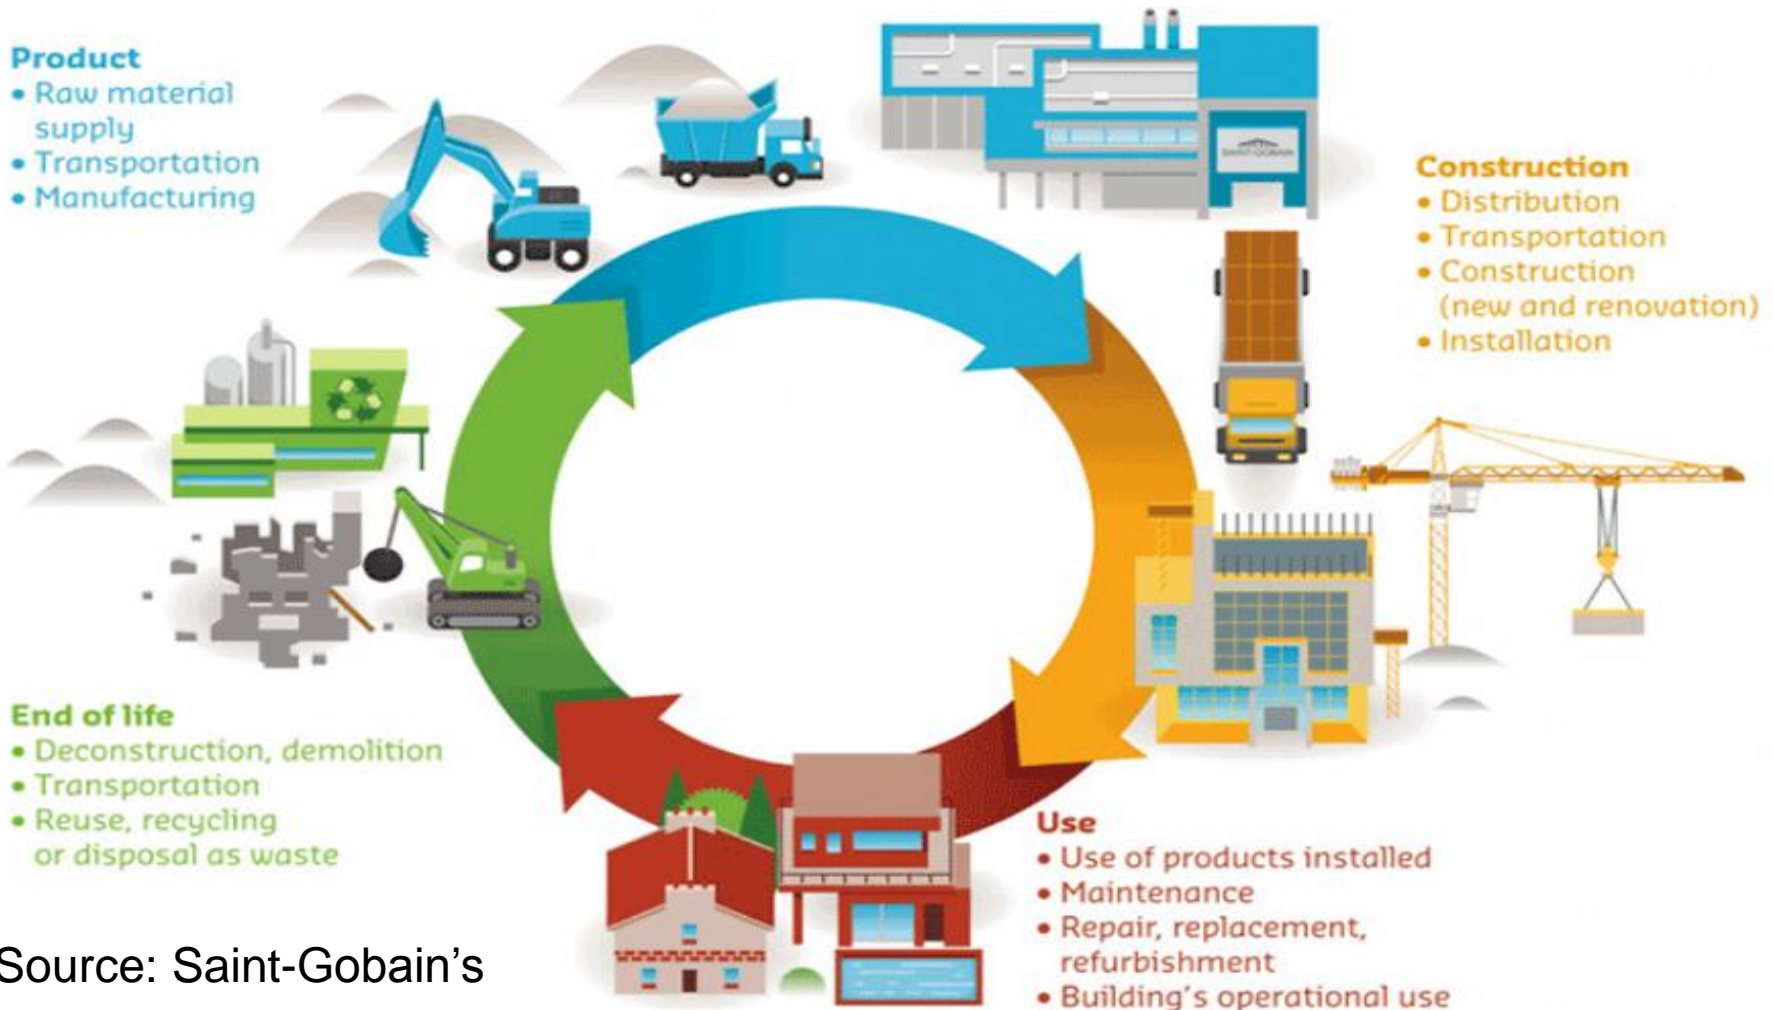 Product
• Raw material
supply
• Transportation
• Manufacturing
SAINT-GOBAIN
Construction
• Distribution
• Transportation
• Construction
(new and renovation)
• Installation
End of life
• Deconstruction, demolition
• Transportation
• Reuse, recycling
or disposal as waste
Use
• Use of products installed
• Maintenance
• Repair, replacement,
refurbishment
• Building's operational use
Source: Saint-Gobain's